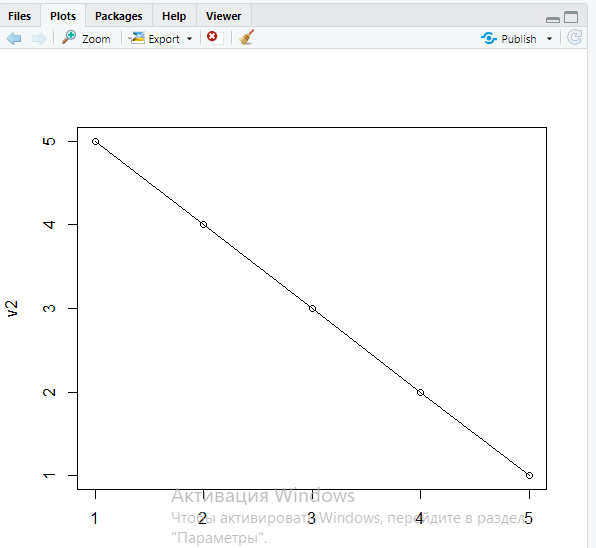 Files Plots Packages Help Viewer
Zoom Export Publish
5
4
3
2
1
v2
1 2 3 4 5
Активация Windows
Чтобы активировать Windows, перейдите в раздел
"Параметры".